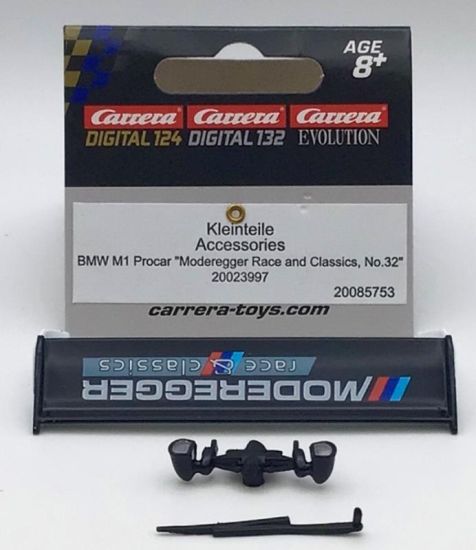 AGE
8+
Carrera
DIGITAL 124
Carrera
DIGITAL 132
Carrera
EVOLUTION
Kleinteile
Accessories
BMW M1 Procar "Moderegger Race and Classics, No.32"
20023997
20085753
carrera-toys.com
MODEREGGER
race & classics